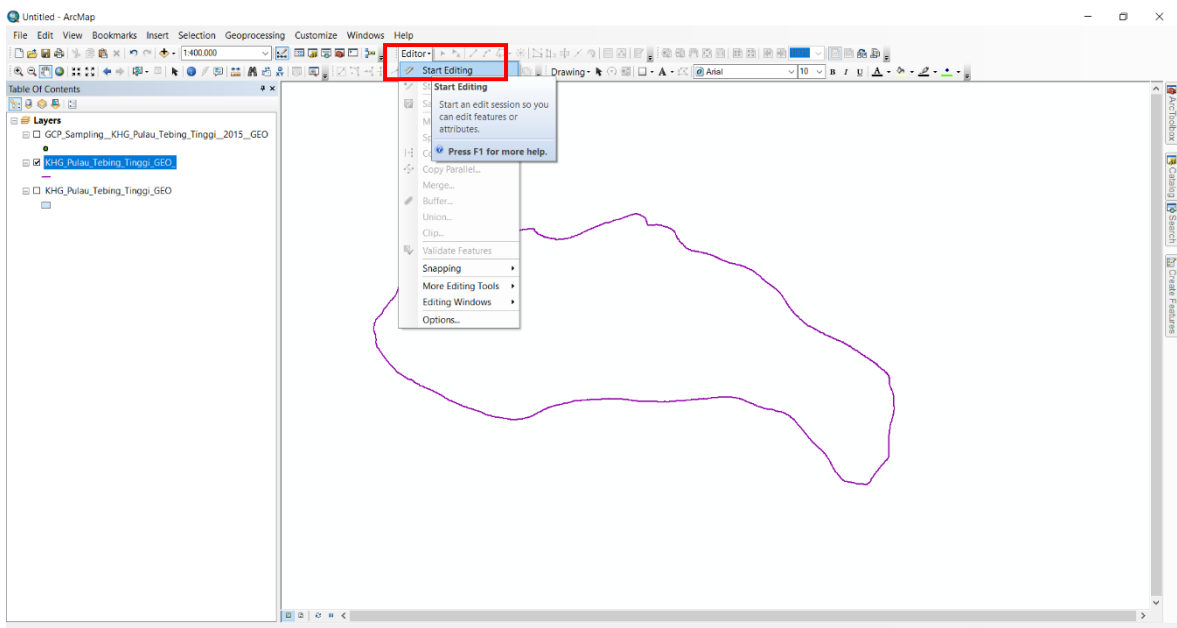 Untitled - ArcMap
File Edit View Bookmarks Insert Selection Geoprocessing Customize Windows Help
1:400.000
Editor
Drawing
Arial
10
B I U A
Table Of Contents
Layers
GCP_Sampling__KHG_Pulau_Tebing_Tinggi__2015__GEO
KHG_Pulau_Tebing_Tinggi_GEO_
KHG_Pulau_Tebing_Tinggi_GEO
Start Editing
Start Editing
Start an edit session so you
can edit features or
attributes.
Press F1 for more help.
Copy Parallel...
Merge...
Buffer...
Union...
Clip...
Validate Features
Snapping
More Editing Tools
Editing Windows
Options...
ArcToolbox
Catalog
Search
Create Features